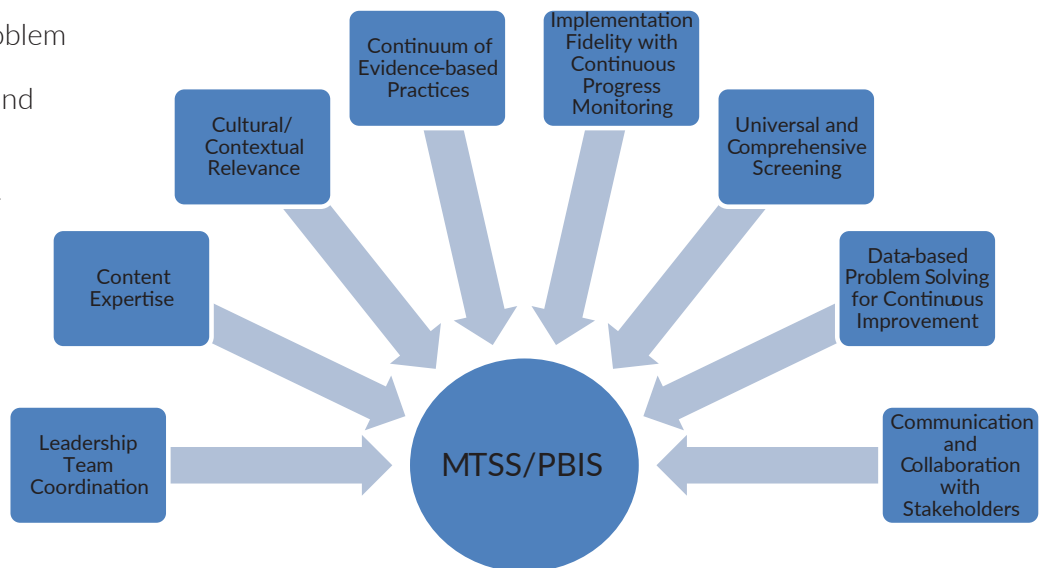 nd
Continuum of
Evidence-based
Practices
Implementation
Fidelity with
Continuous
Progress
Monitoring
Cultural/
Contextual
Relevance
Universal and
Comprehensive
Screening
Content
Expertise
Data-based
Problem Solving
for Continuous
Improvement
Leadership
Team
Coordination
MTSS/PBIS
Communication
and
Collaboration
with
Stakeholders